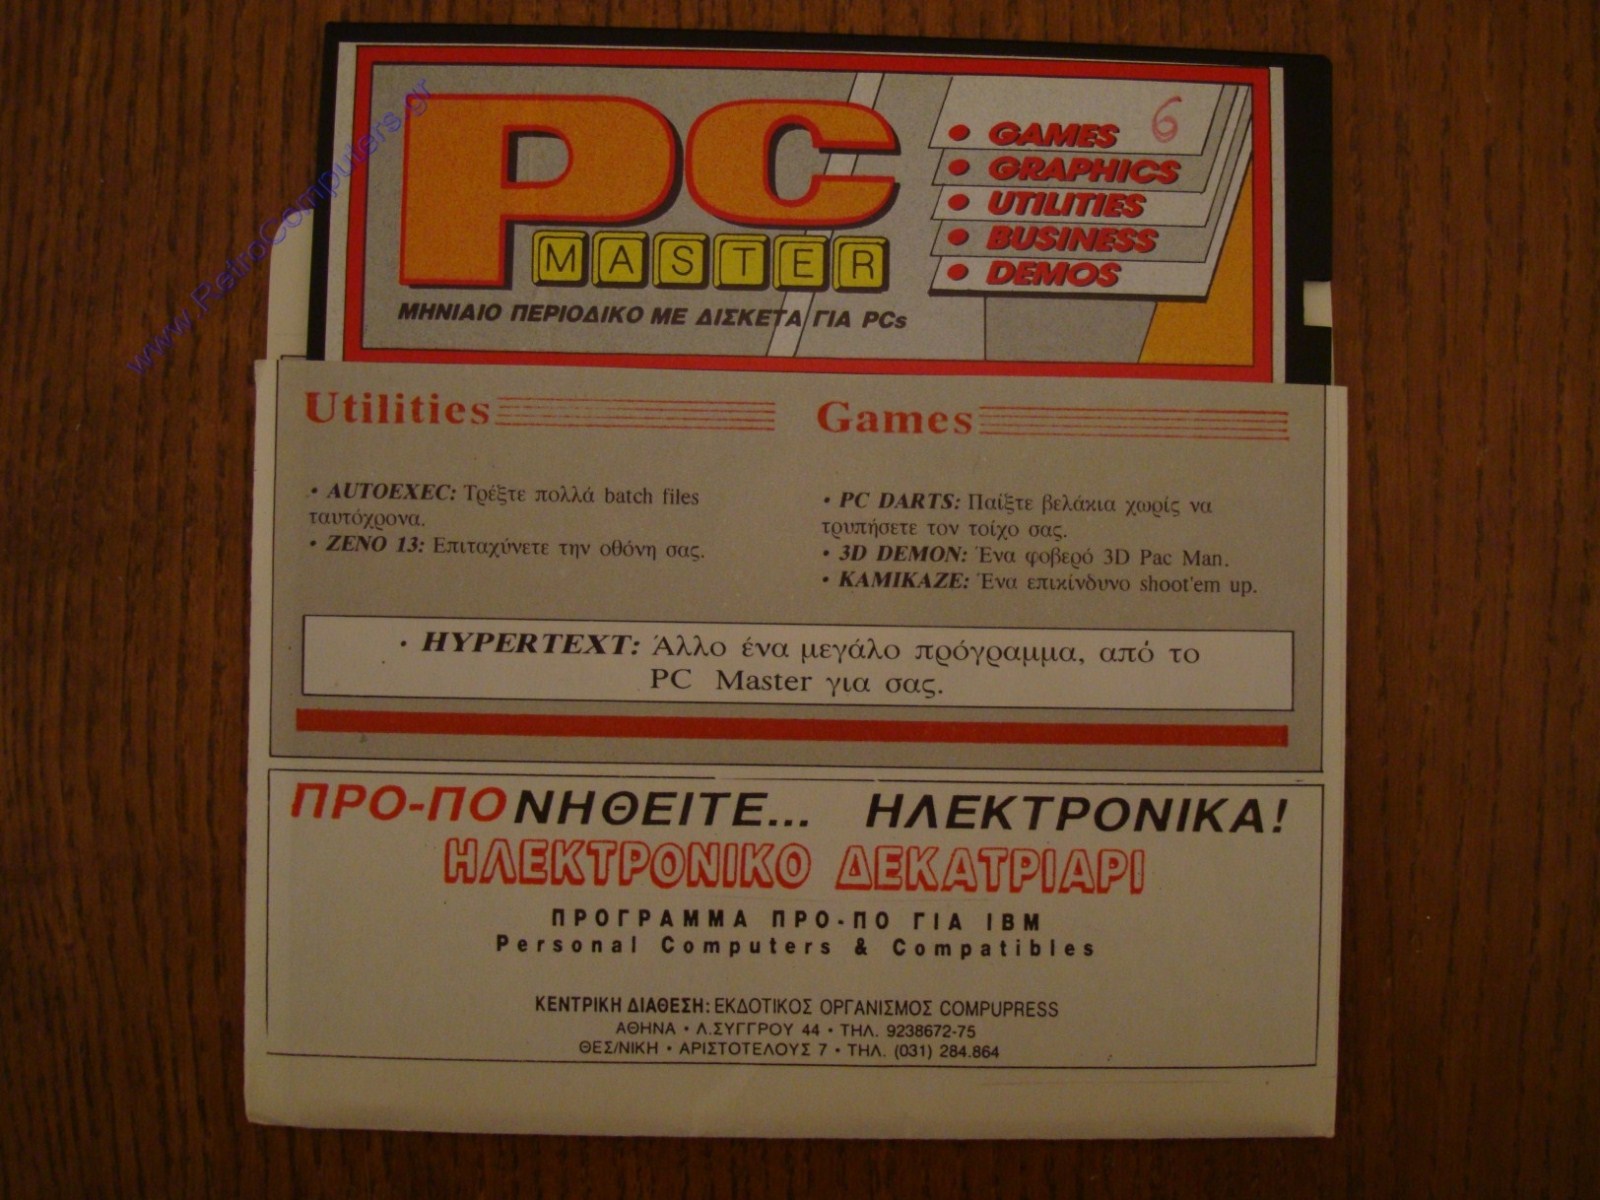 www.RetroComputers.gr
PC
MASTER
ΜΗΝΙΑΙΟ ΠΕΡΙΟΔΙΚΟ ΜΕ ΔΙΣΚΕΤΑ ΓΙΑ PCs
6
• GAMES
• GRAPHICS
• UTILITIES
• BUSINESS
• DEMOS
Utilities
• AUTOEXEC: Τρέξτε πολλά batch files
ταυτόχρονα.
• ZENO 13: Επιταχύνετε την οθόνη σας.
Games
• PC DARTS: Παίξτε βελάκια χωρίς να
τρυπήσετε τον τοίχο σας.
• 3D DEMON: Ένα φοβερό 3D Pac Man.
• KAMIKAZE: Ένα επικίνδυνο shoot'em up.
• HYPERTEXT: Άλλο ένα μεγάλο πρόγραμμα, από το
PC Master για σας.
ΠΡΟ-ΠΟΝΗΘΕΙΤΕ... ΗΛΕΚΤΡΟΝΙΚΑ!
ΗΛΕΚΤΡΟΝΙΚΟ ΔΕΚΑΤΡΙΑΡΙ
ΠΡΟΓΡΑΜΜΑ ΠΡΟ-ΠΟ ΓΙΑ IBM
Personal Computers & Compatibles
ΚΕΝΤΡΙΚΗ ΔΙΑΘΕΣΗ: ΕΚΔΟΤΙΚΟΣ ΟΡΓΑΝΙΣΜΟΣ COMPUPRESS
ΑΘΗΝΑ • Λ.ΣΥΓΓΡΟΥ 44 • ΤΗΛ. 9238672-75
ΘΕΣ/ΝΙΚΗ • ΑΡΙΣΤΟΤΕΛΟΥΣ 7 • ΤΗΛ. (031) 284.864